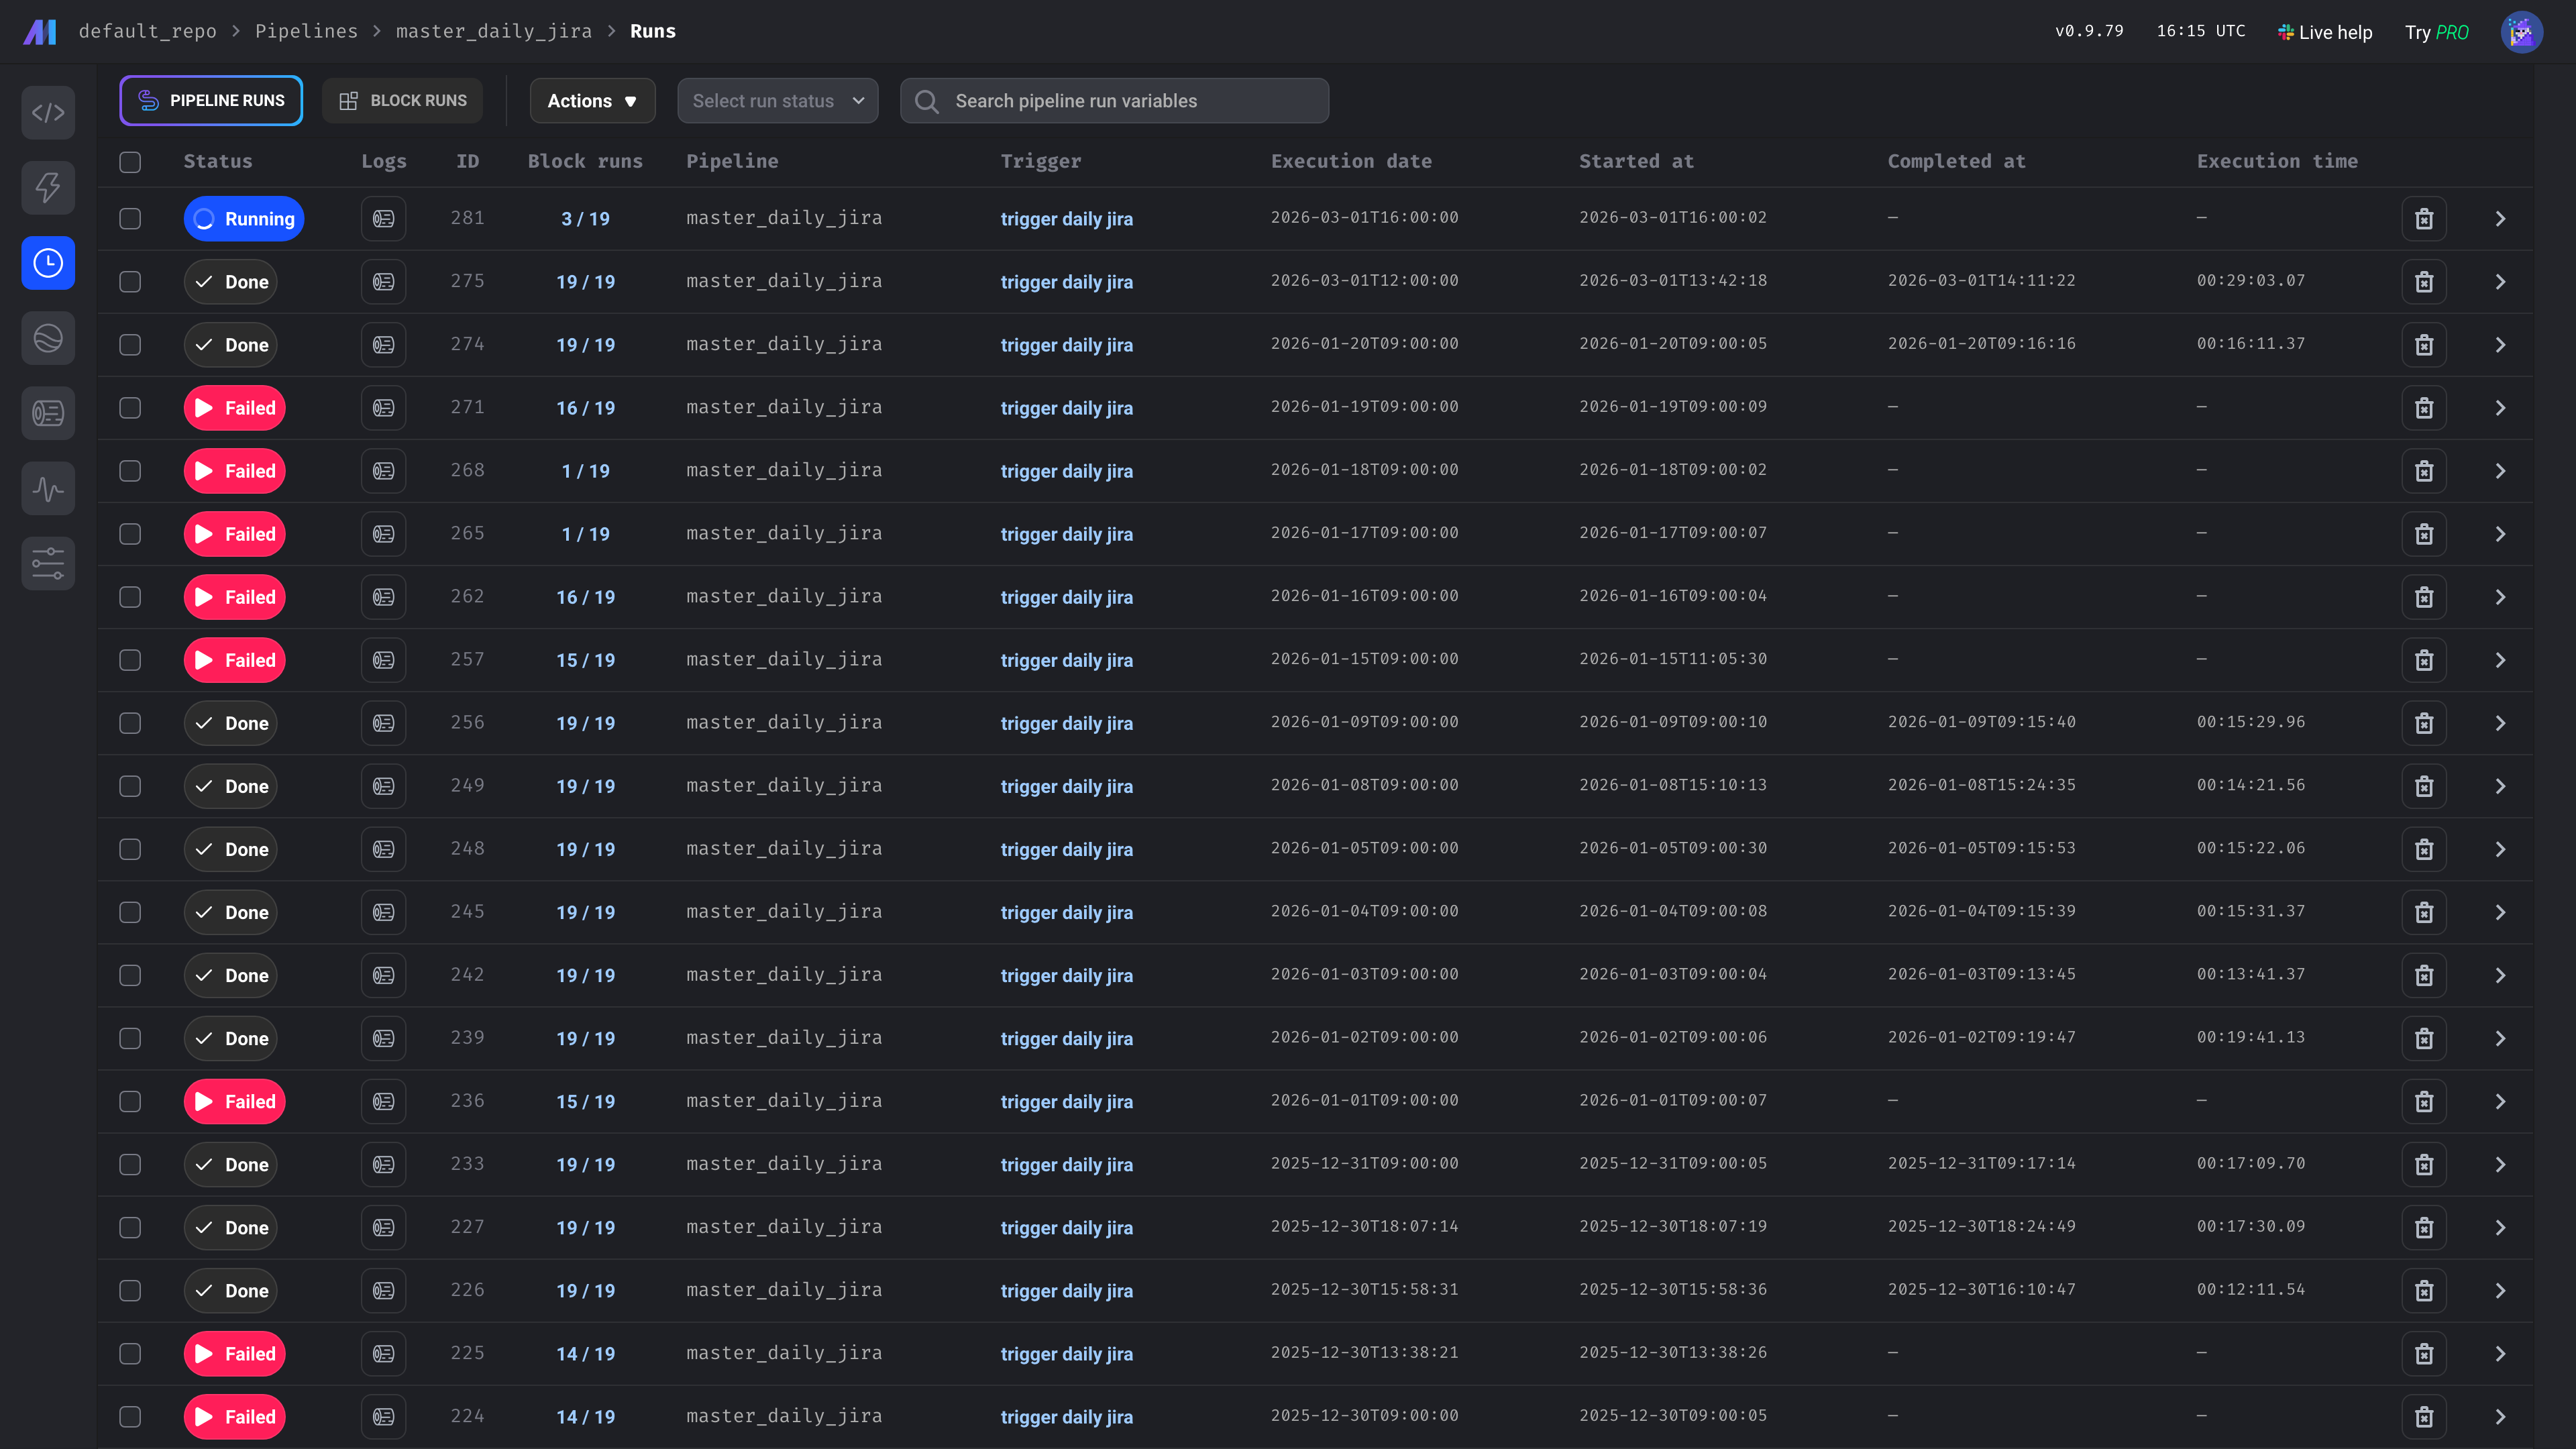 default_repo > Pipelines > master_daily_jira > Runs v0.9.79 16:15 UTC Live help Try PRO
PIPELINE RUNS BLOCK RUNS Actions Select run status Search pipeline run variables
Status Logs ID Block runs Pipeline Trigger Execution date Started at Completed at Execution time
Running 281 3 / 19 master_daily_jira trigger daily jira 2026-03-01T16:00:00 2026-03-01T16:00:02 — —
Done 275 19 / 19 master_daily_jira trigger daily jira 2026-03-01T12:00:00 2026-03-01T13:42:18 2026-03-01T14:11:22 00:29:03.07
Done 274 19 / 19 master_daily_jira trigger daily jira 2026-01-20T09:00:00 2026-01-20T09:00:05 2026-01-20T09:16:16 00:16:11.37
Failed 271 16 / 19 master_daily_jira trigger daily jira 2026-01-19T09:00:00 2026-01-19T09:00:09 — —
Failed 268 1 / 19 master_daily_jira trigger daily jira 2026-01-18T09:00:00 2026-01-18T09:00:02 — —
Failed 265 1 / 19 master_daily_jira trigger daily jira 2026-01-17T09:00:00 2026-01-17T09:00:07 — —
Failed 262 16 / 19 master_daily_jira trigger daily jira 2026-01-16T09:00:00 2026-01-16T09:00:04 — —
Failed 257 15 / 19 master_daily_jira trigger daily jira 2026-01-15T09:00:00 2026-01-15T11:05:30 — —
Done 256 19 / 19 master_daily_jira trigger daily jira 2026-01-09T09:00:00 2026-01-09T09:00:10 2026-01-09T09:15:40 00:15:29.96
Done 249 19 / 19 master_daily_jira trigger daily jira 2026-01-08T09:00:00 2026-01-08T15:10:13 2026-01-08T15:24:35 00:14:21.56
Done 248 19 / 19 master_daily_jira trigger daily jira 2026-01-05T09:00:00 2026-01-05T09:00:30 2026-01-05T09:15:53 00:15:22.06
Done 245 19 / 19 master_daily_jira trigger daily jira 2026-01-04T09:00:00 2026-01-04T09:00:08 2026-01-04T09:15:39 00:15:31.37
Done 242 19 / 19 master_daily_jira trigger daily jira 2026-01-03T09:00:00 2026-01-03T09:00:04 2026-01-03T09:13:45 00:13:41.37
Done 239 19 / 19 master_daily_jira trigger daily jira 2026-01-02T09:00:00 2026-01-02T09:00:06 2026-01-02T09:19:47 00:19:41.13
Failed 236 15 / 19 master_daily_jira trigger daily jira 2026-01-01T09:00:00 2026-01-01T09:00:07 — —
Done 233 19 / 19 master_daily_jira trigger daily jira 2025-12-31T09:00:00 2025-12-31T09:00:05 2025-12-31T09:17:14 00:17:09.70
Done 227 19 / 19 master_daily_jira trigger daily jira 2025-12-30T18:07:14 2025-12-30T18:07:19 2025-12-30T18:24:49 00:17:30.09
Done 226 19 / 19 master_daily_jira trigger daily jira 2025-12-30T15:58:31 2025-12-30T15:58:36 2025-12-30T16:10:47 00:12:11.54
Failed 225 14 / 19 master_daily_jira trigger daily jira 2025-12-30T13:38:21 2025-12-30T13:38:26 — —
Failed 224 14 / 19 master_daily_jira trigger daily jira 2025-12-30T09:00:00 2025-12-30T09:00:05 — —